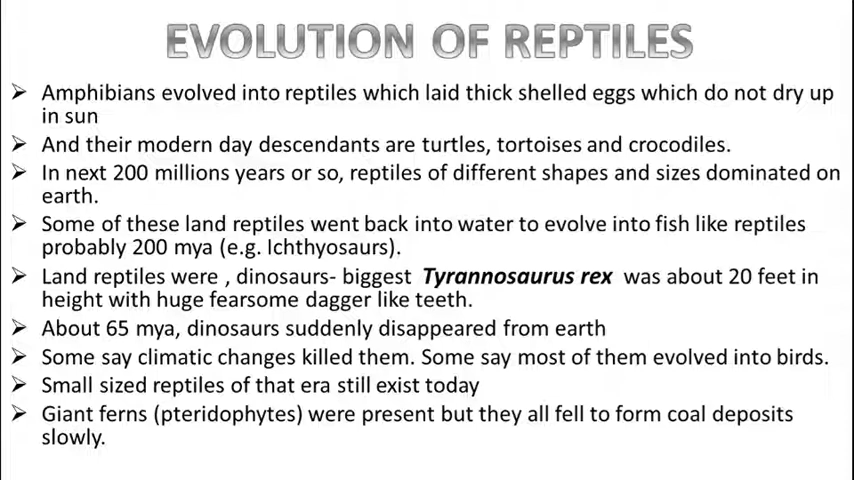 EVOLUTION OF REPTILES
➢ Amphibians evolved into reptiles which laid thick shelled eggs which do not dry up
in sun
➢ And their modern day descendants are turtles, tortoises and crocodiles.
➢ In next 200 millions years or so, reptiles of different shapes and sizes dominated on
earth.
➢ Some of these land reptiles went back into water to evolve into fish like reptiles
probably 200 mya (e.g. Ichthyosaurs).
➢ Land reptiles were , dinosaurs- biggest Tyrannosaurus rex was about 20 feet in
height with huge fearsome dagger like teeth.
➢ About 65 mya, dinosaurs suddenly disappeared from earth
➢ Some say climatic changes killed them. Some say most of them evolved into birds.
➢ Small sized reptiles of that era still exist today
➢ Giant ferns (pteridophytes) were present but they all fell to form coal deposits
slowly.